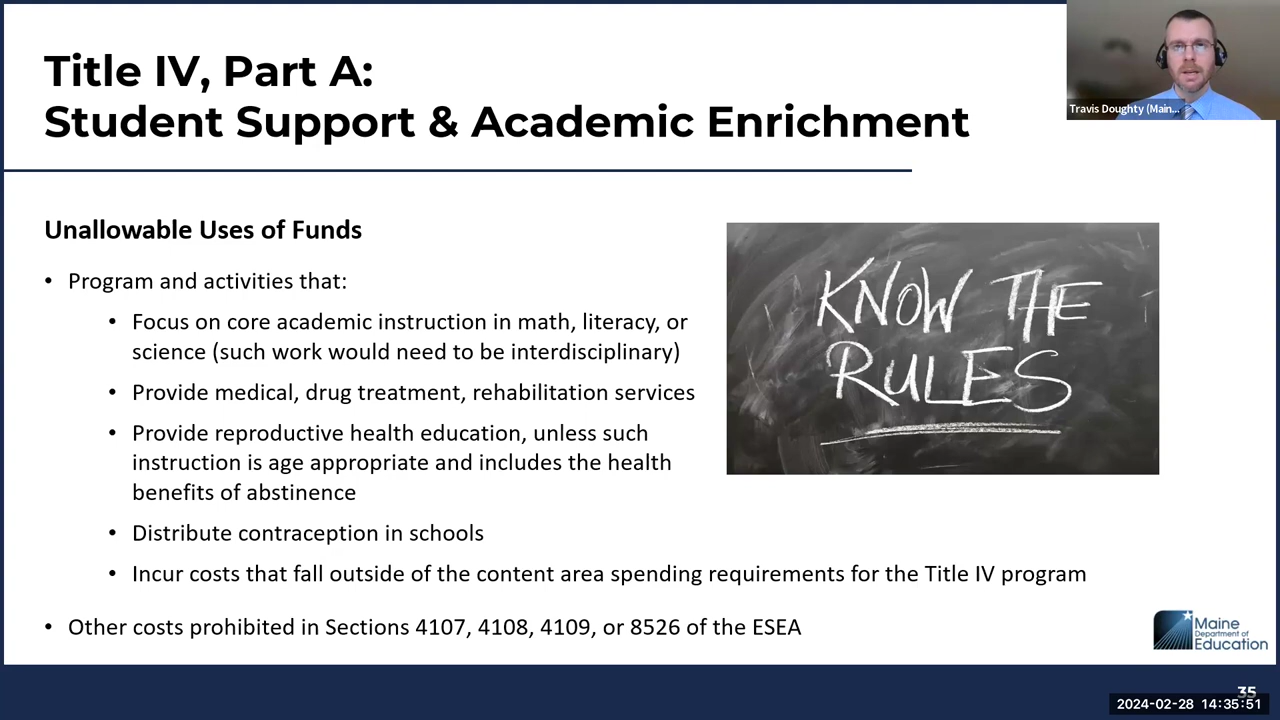 Title IV, Part A:
Student Support & Academic Enrichment
Travis Doughty (Main...
Unallowable Uses of Funds
• Program and activities that:
• Focus on core academic instruction in math, literacy, or
science (such work would need to be interdisciplinary)
• Provide medical, drug treatment, rehabilitation services
• Provide reproductive health education, unless such
instruction is age appropriate and includes the health
benefits of abstinence
• Distribute contraception in schools
• Incur costs that fall outside of the content area spending requirements for the Title IV program
• Other costs prohibited in Sections 4107, 4108, 4109, or 8526 of the ESEA
KNOW THE
RULES
Maine
Department of
Education
35
2024-02-28 14:35:51